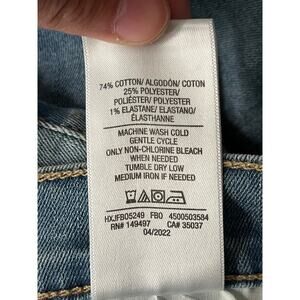 74% COTTON/ ALGODÓN/ COTON
25% POLYESTER/
POLIÉSTER/ POLYESTER
1% ELASTANE/ ELASTANO/
ÉLASTHANNE
MACHINE WASH COLD
GENTLE CYCLE
ONLY NON-CHLORINE BLEACH
WHEN NEEDED
TUMBLE DRY LOW
MEDIUM IRON IF NEEDED
HXJFB05249 FBO 4500503584
RN# 149497 CA# 35037
04/2022